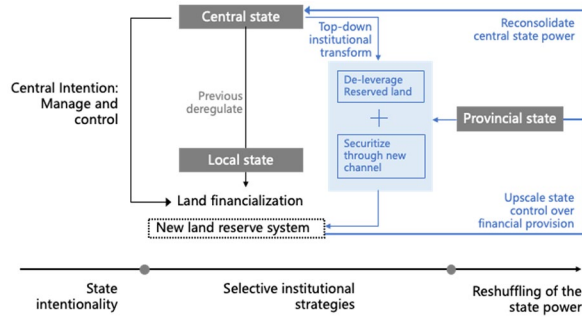 Central state
Top-down
institutional
transform
Reconsolidate
central state power
Central Intention:
Manage and
control
Previous
deregulate
De-leverage
Reserved land
+
Securitize
through new
channel
Provincial state
Local state
Land financialization
New land reserve system
Upscale state
control over
financial provision
State
intentionality
Selective institutional
strategies
Reshuffling of the
state power